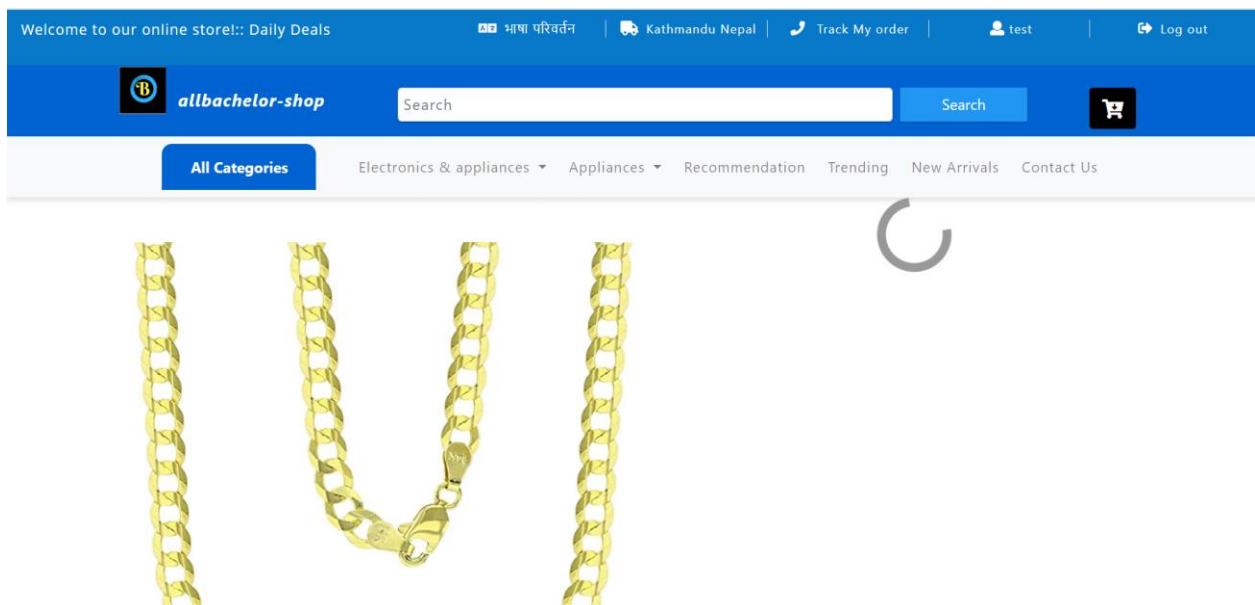 Welcome to our online store!:: Daily Deals
भाषा परिवर्तन
Kathmandu Nepal
Track My order
test
Log out
B
allbachelor-shop
Search
Search
All Categories
Electronics & appliances
Appliances
Recommendation
Trending
New Arrivals
Contact Us